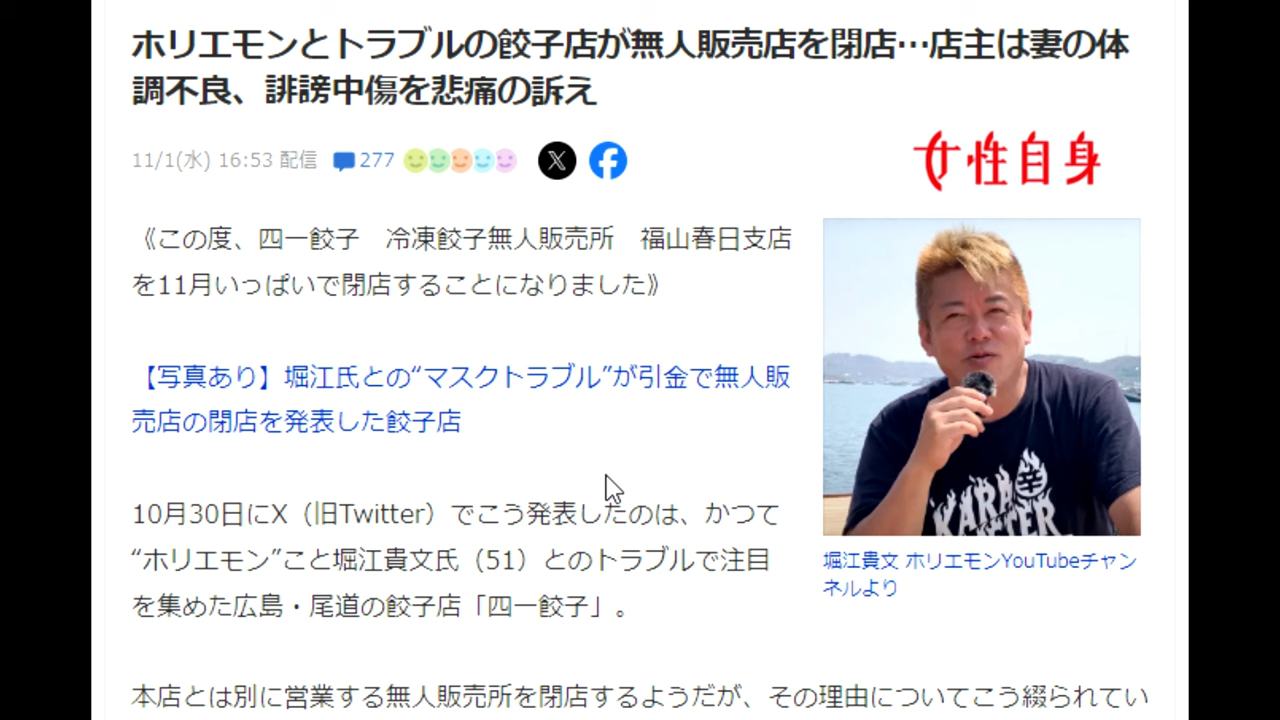 ホリエモンとトラブルの餃子店が無人販売店を閉店…店主は妻の体
調不良、誹謗中傷を悲痛の訴え
11/1(水) 16:53 配信 277
女性自身
《この度、四一餃子　冷凍餃子無人販売所　福山春日支店
を11月いっぱいで閉店することになりました》
【写真あり】堀江氏との“マスクトラブル”が引金で無人販
売店の閉店を発表した餃子店
10月30日にX（旧Twitter）でこう発表したのは、かつて
“ホリエモン”こと堀江貴文氏（51）とのトラブルで注目
を集めた広島・尾道の餃子店「四一餃子」。
KARA
辛
堀江貴文 ホリエモンYouTubeチャン
ネルより
本店とは別に営業する無人販売所を閉店するようだが、その理由についてこう綴られてい